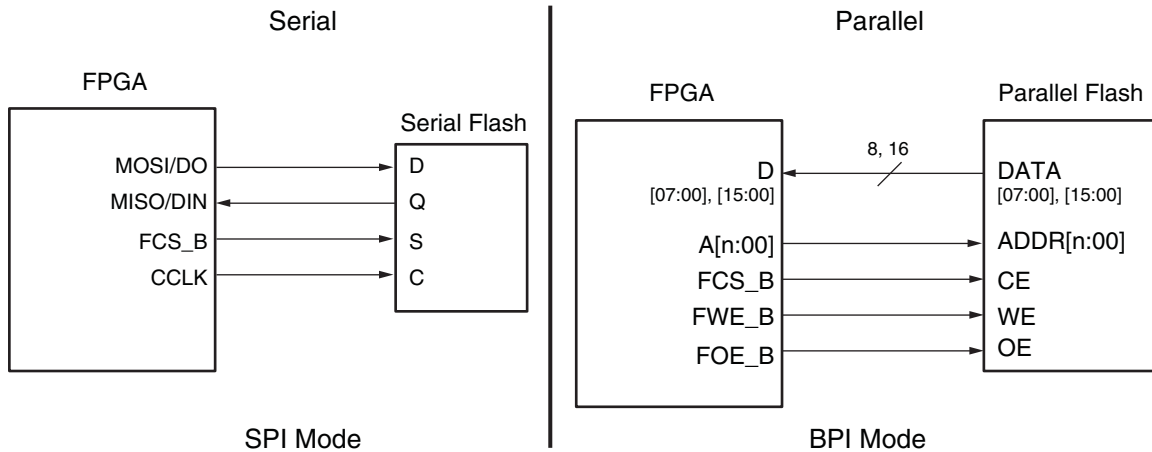 Serial
FPGA
Serial Flash
MOSI/DO
D
MISO/DIN
Q
FCS_B
S
CCLK
C
SPI Mode
Parallel
FPGA
Parallel Flash
8, 16
D
DATA
[07:00], [15:00]
[07:00], [15:00]
A[n:00]
ADDR[n:00]
FCS_B
CE
FWE_B
WE
FOE_B
OE
BPI Mode